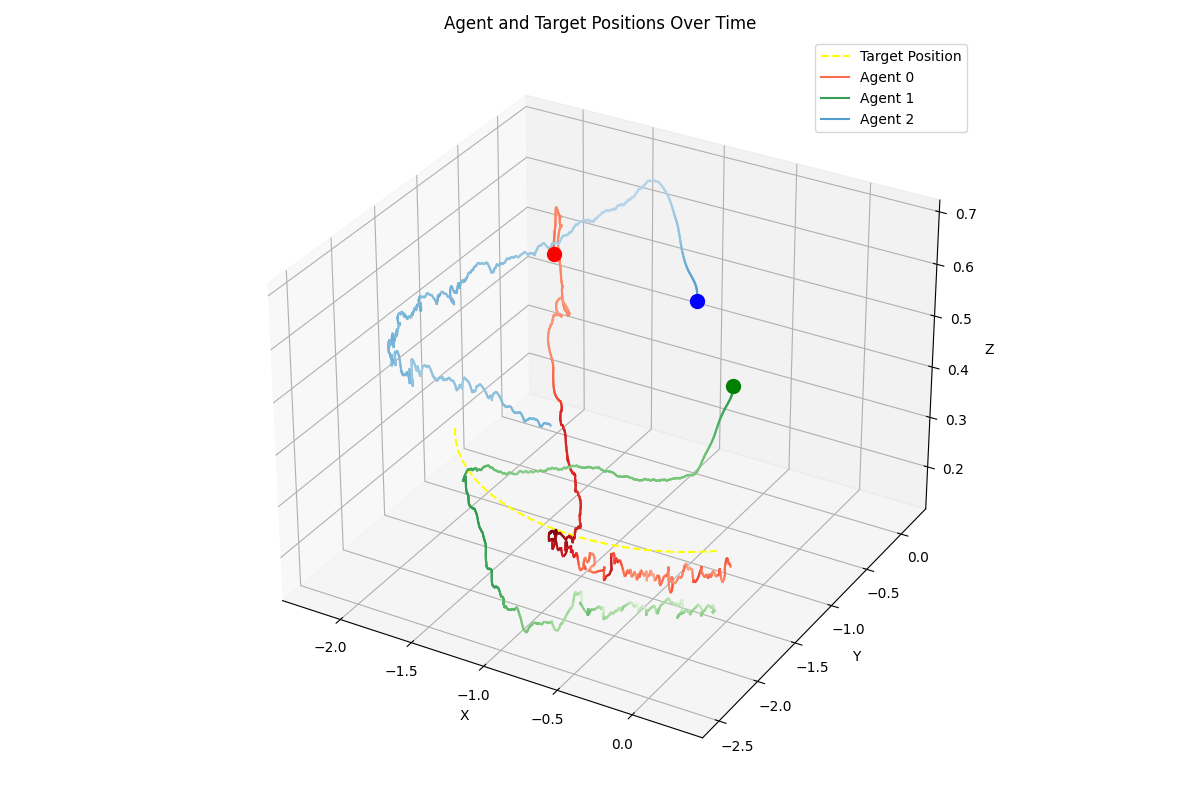 Agent and Target Positions Over Time
Target Position
Agent 0
Agent 1
Agent 2
0.7
0.6
0.5
Z
0.4
0.3
0.2
0.0
−0.5
−1.0
Y
−1.5
−2.0
−2.5
−2.0
−1.5
−1.0
X
−0.5
0.0